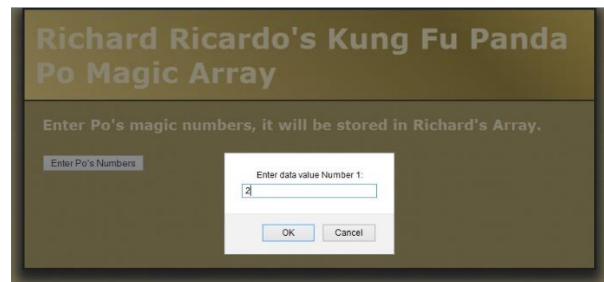 Richard Ricardo's Kung Fu Panda
Po Magic Array
Enter Po's magic numbers, it will be stored in Richard's Array.
Enter Po's Numbers
Enter data value Number 1:
2
OK Cancel